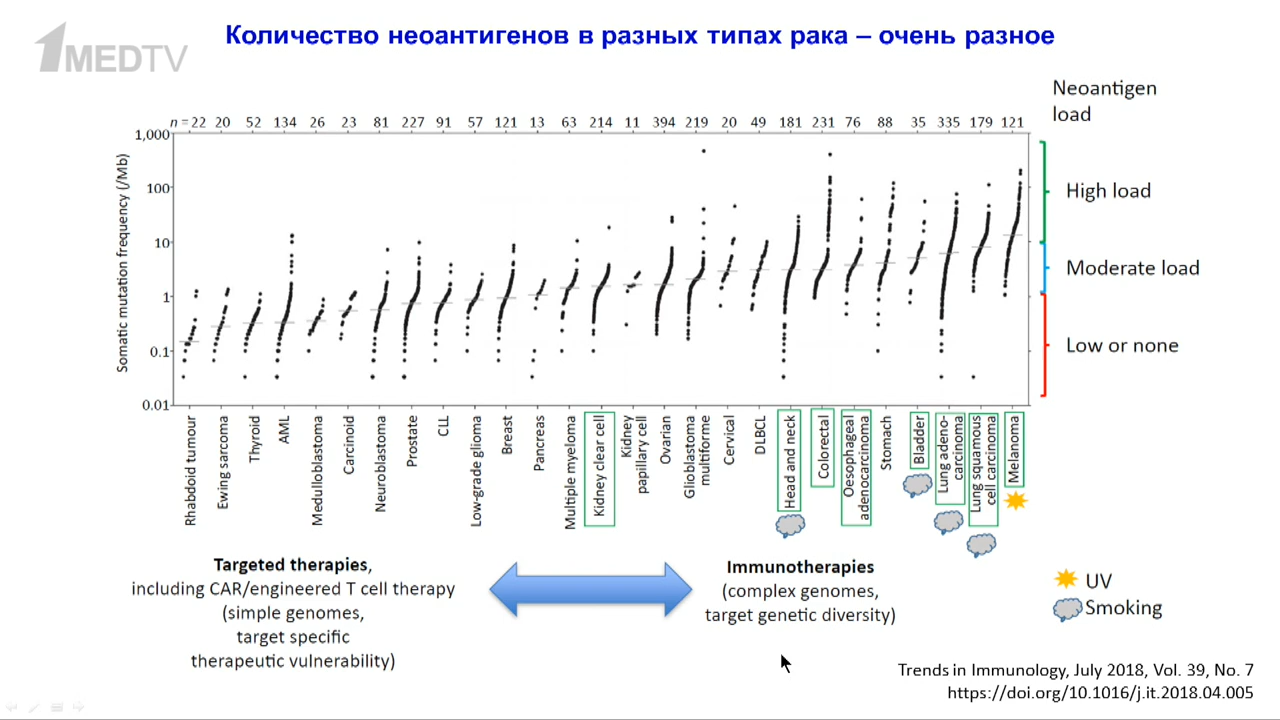 1MEDTV
Количество неоантигенов в разных типах рака – очень разное
Neoantigen
load
n = 22 20 52 134 26 23 81 227 91 57 121 13 63 214 11 394 219 20 49 181 231 76 88 35 335 179 121
Somatic mutation frequency (/Mb)
1,000
100
10
1
0.1
0.01
High load
Moderate load
Low or none
Rhabdoid tumour
Ewing sarcoma
Thyroid
AML
Medulloblastoma
Carcinoid
Neuroblastoma
Prostate
CLL
Low-grade glioma
Breast
Pancreas
Multiple myeloma
Kidney clear cell
Kidney
papillary cell
Ovarian
Glioblastoma
multiforme
Cervical
DLBCL
Head and neck
Colorectal
Oesophageal
adenocarcinoma
Stomach
Bladder
Lung adeno-
carcinoma
Lung squamous
cell carcinoma
Melanoma
Targeted therapies,
including CAR/engineered T cell therapy
(simple genomes,
target specific
therapeutic vulnerability)
Immunotherapies
(complex genomes,
target genetic diversity)
UV
Smoking
Trends in Immunology, July 2018, Vol. 39, No. 7
https://doi.org/10.1016/j.it.2018.04.005